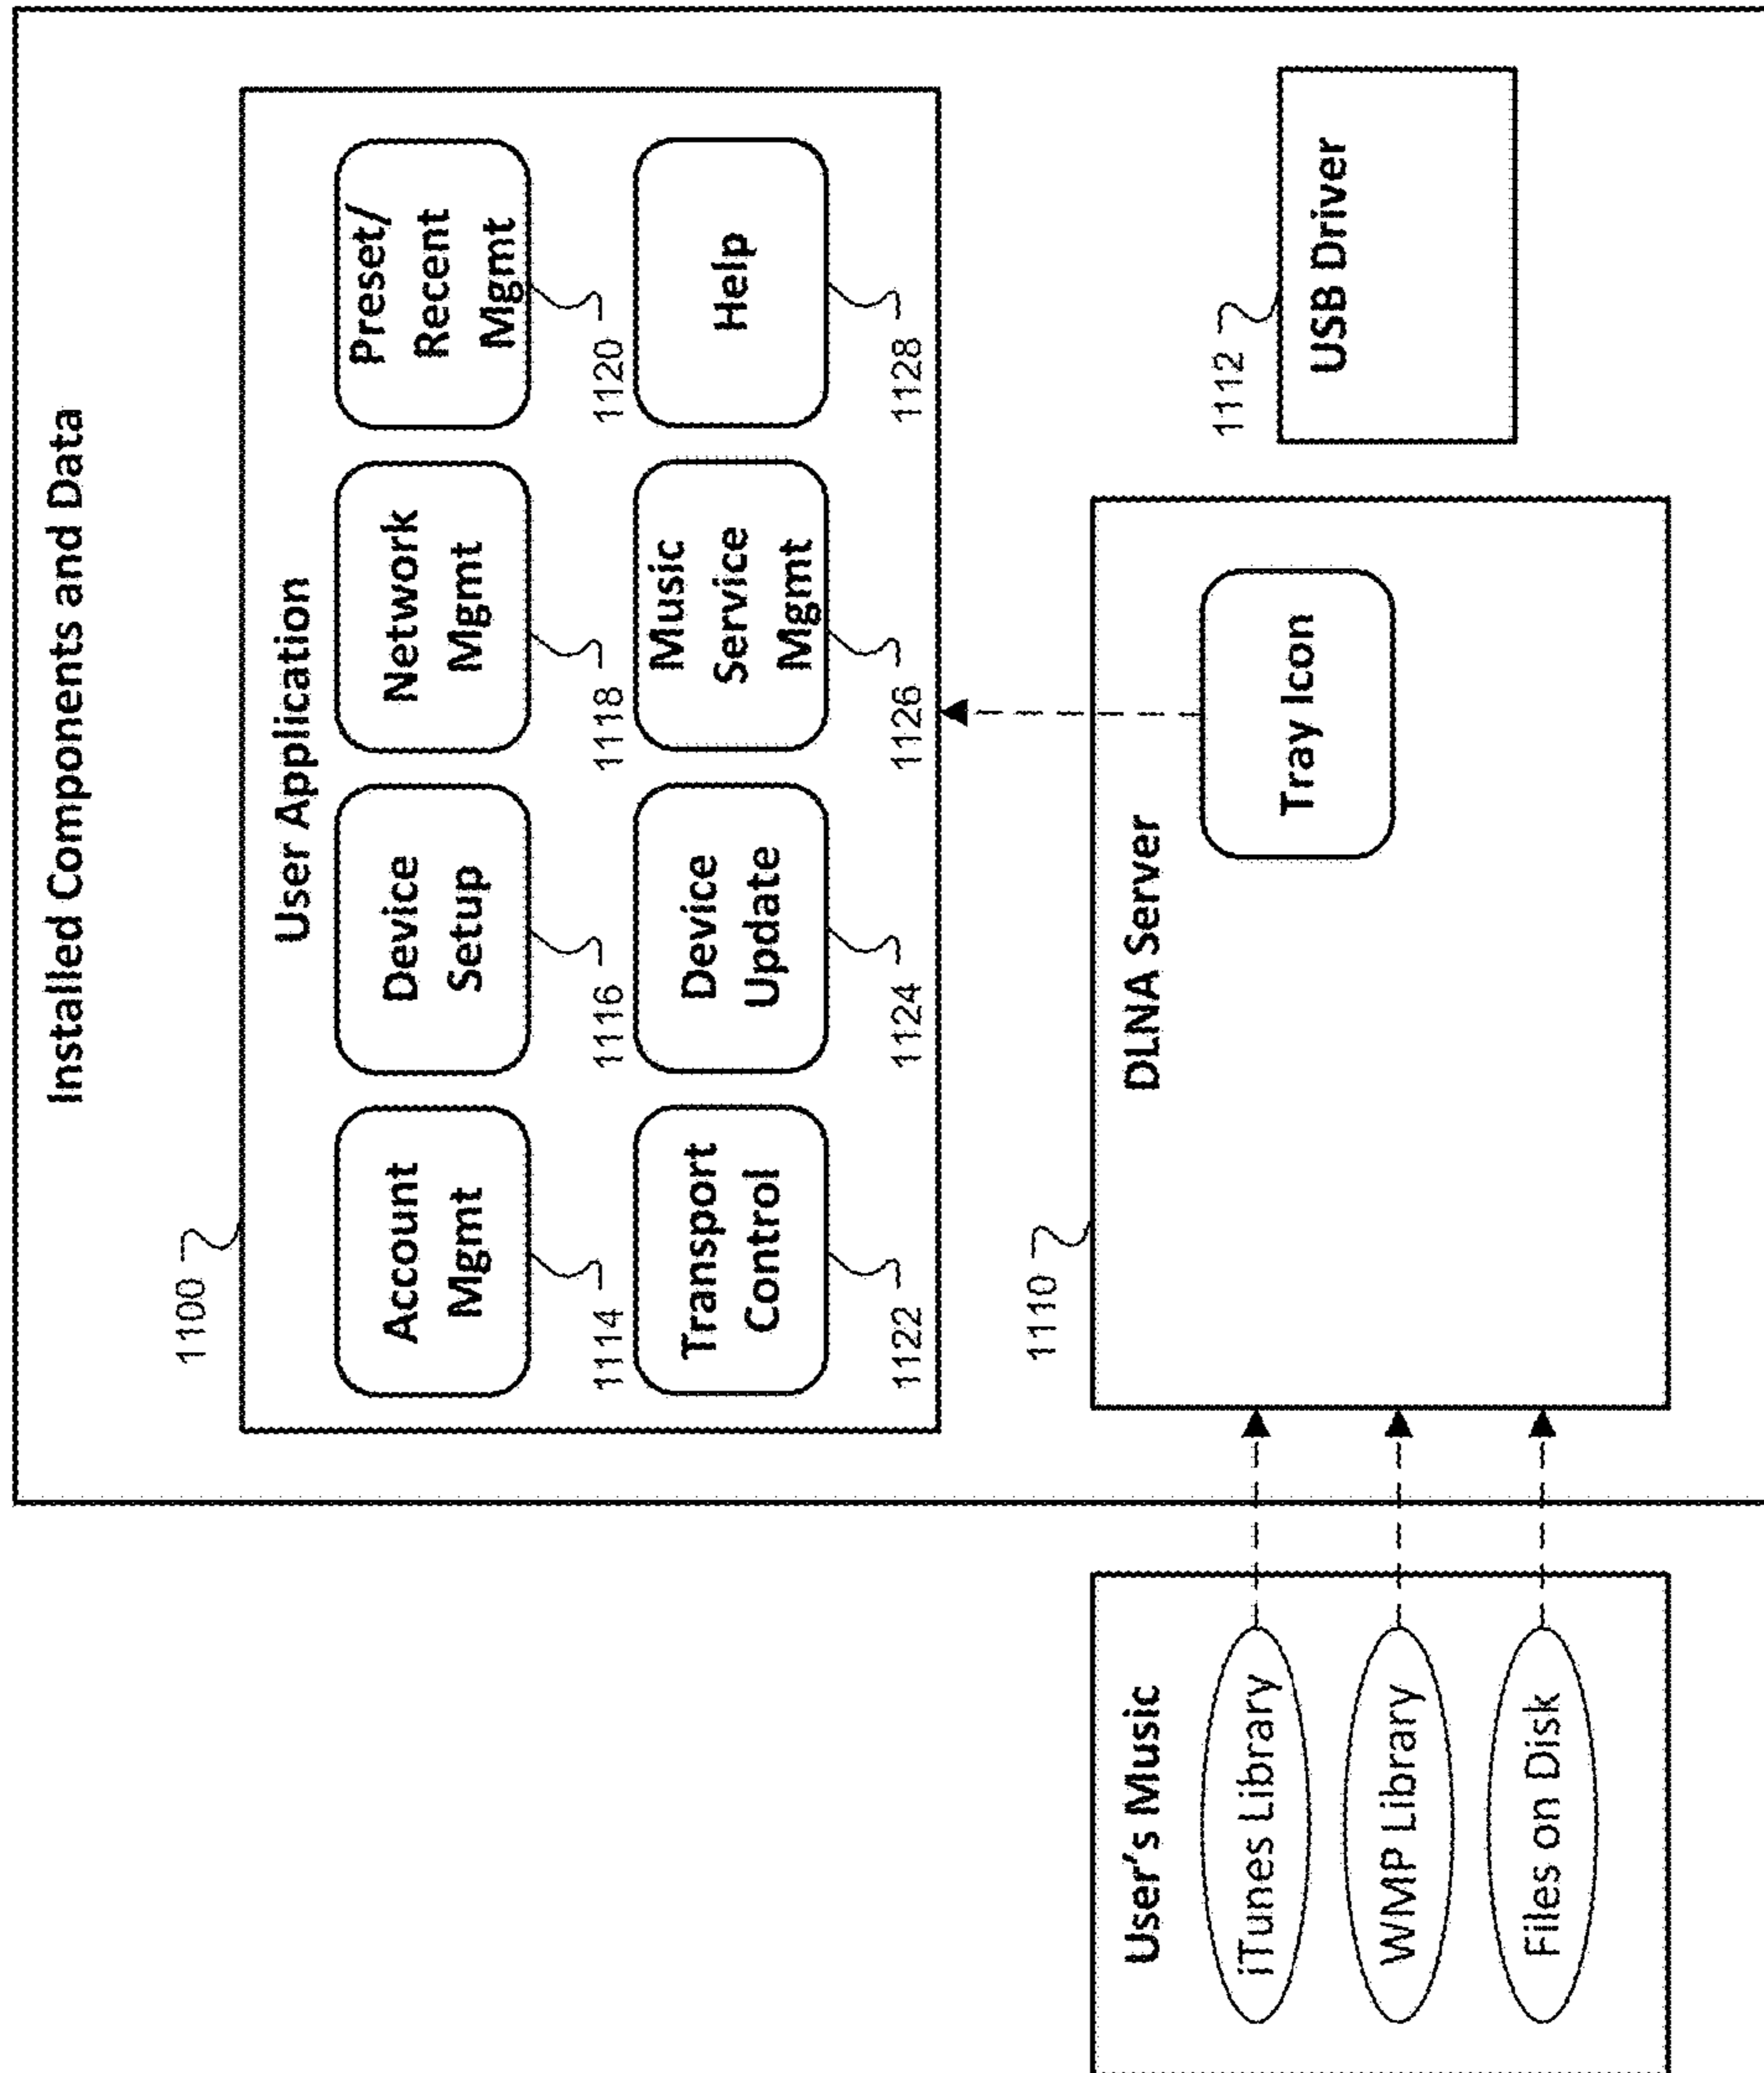 Installed Components and Data
1100
User Application
Account
Mgmt
1114
Device
Setup
1116
Network
Mgmt
1118
Preset/
Recent
Mgmt
1120
Transport
Control
1122
Device
Update
1124
Music
Service
Mgmt
1126
Help
1128
User's Music
iTunes Library
WMP Library
Files on Disk
1110
DLNA Server
Tray Icon
1112
USB Driver